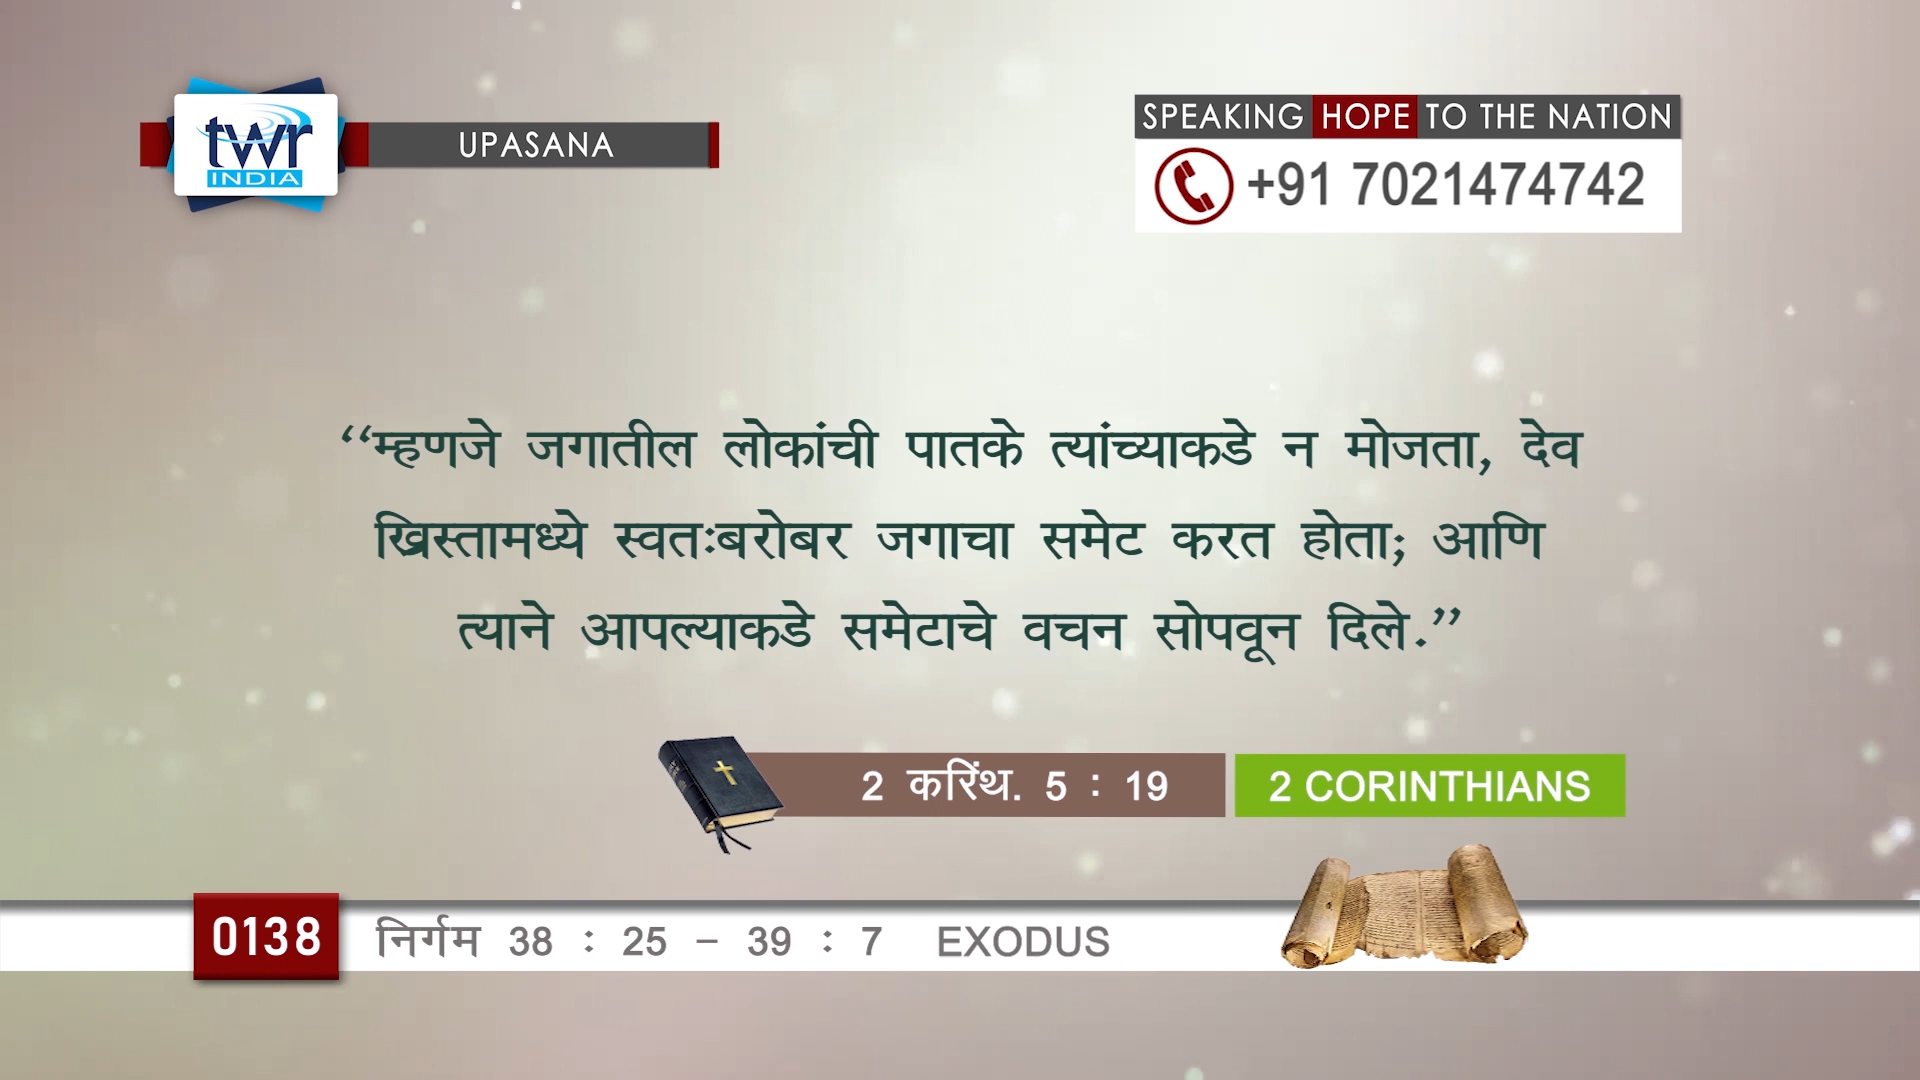 twr
INDIA
UPASANA
SPEAKING HOPE TO THE NATION
+91 7021474742
“म्हणजे जगातील लोकांची पातके त्यांच्याकडे न मोजता, देव
ख्रिस्तामध्ये स्वतःबरोबर जगाचा समेट करत होता; आणि
त्याने आपल्याकडे समेटाचे वचन सोपवून दिले.”
2 करिंथ. 5 : 19
2 CORINTHIANS
0138
निर्गम 38 : 25 – 39 : 7 EXODUS